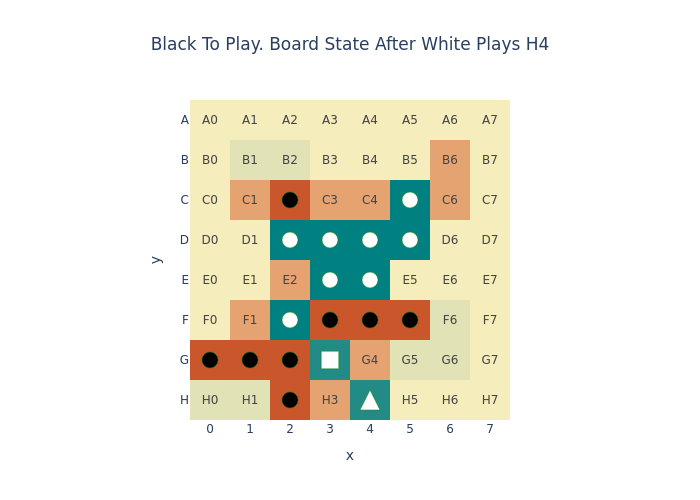 Black To Play. Board State After White Plays H4
A A0 A1 A2 A3 A4 A5 A6 A7
B B0 B1 B2 B3 B4 B5 B6 B7
C C0 C1 C3 C4 C6 C7
D D0 D1 D6 D7
y
E E0 E1 E2 E5 E6 E7
F F0 F1 F6 F7
G G4 G5 G6 G7
H H0 H1 H3 H5 H6 H7
0 1 2 3 4 5 6 7
x